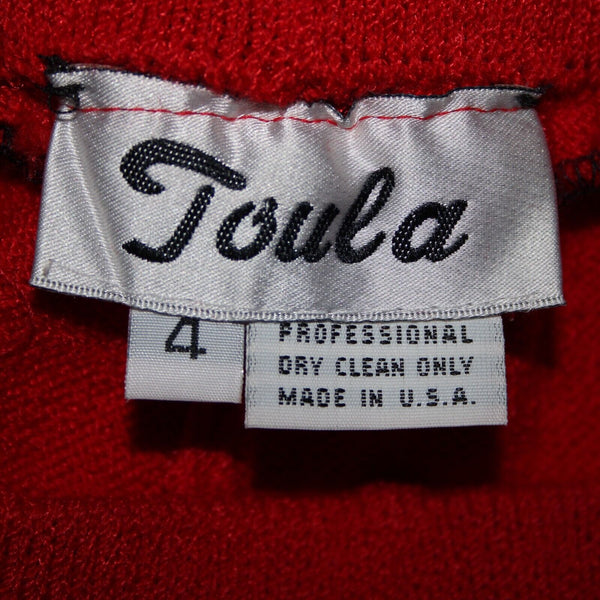 Toula
4
PROFESSIONAL
DRY CLEAN ONLY
MADE IN U.S.A.